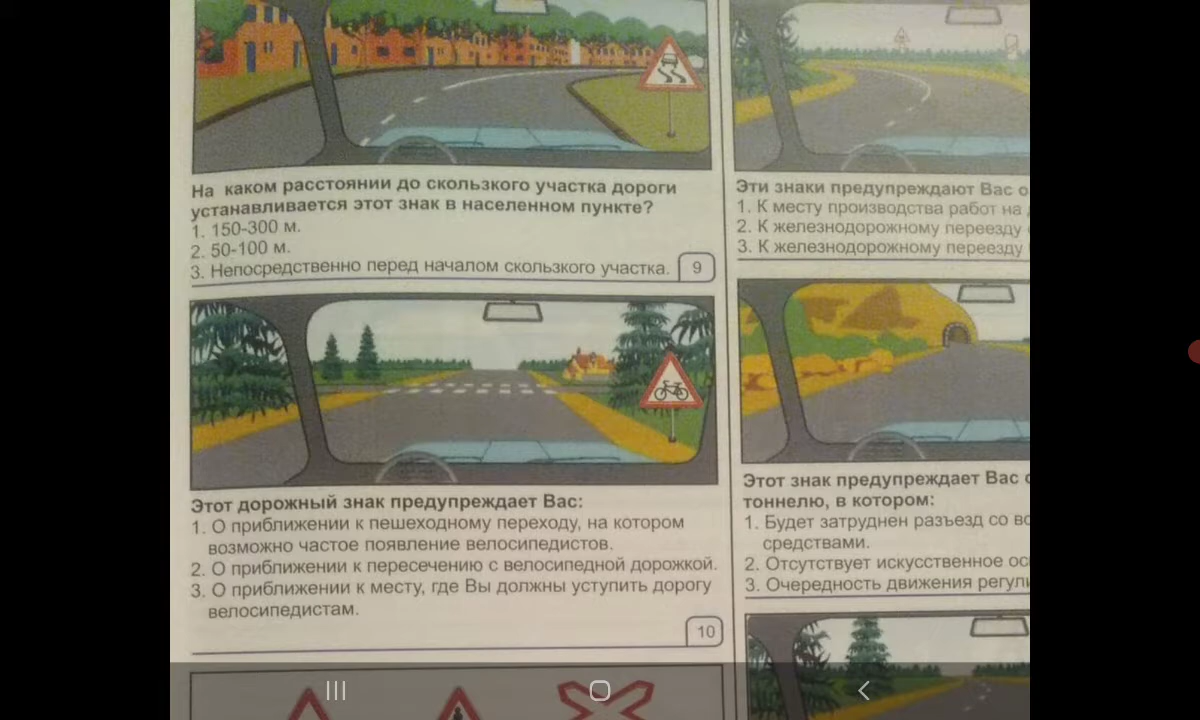 На каком расстоянии до скользкого участка дороги
устанавливается этот знак в населенном пункте?
1. 150-300 м.
2. 50-100 м.
3. Непосредственно перед началом скользкого участка.
9
Этот дорожный знак предупреждает Вас:
1. О приближении к пешеходному переходу, на котором
возможно частое появление велосипедистов.
2. О приближении к пересечению с велосипедной дорожкой.
3. О приближении к месту, где Вы должны уступить дорогу
велосипедистам.
10
Эти знаки предупреждают Вас о
1. К месту производства работ на
2. К железнодорожному переезду
3. К железнодорожному переезду
Этот знак предупреждает Вас
тоннелю, в котором:
1. Будет затруднен разъезд со
средствами.
2. Отсутствует искусственное
3. Очередность движения